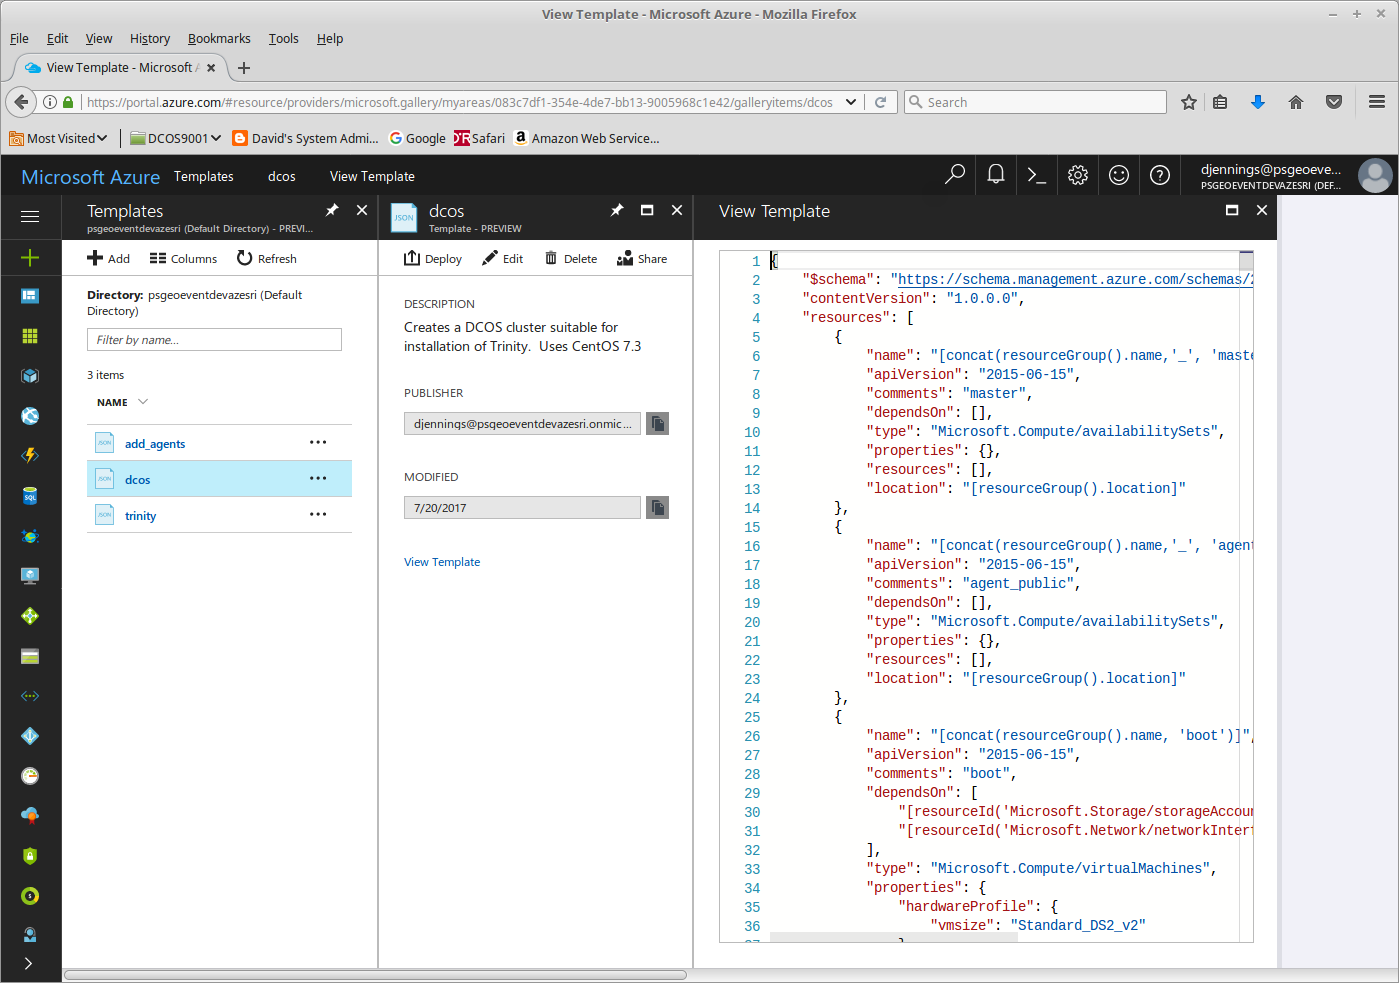 View Template - Microsoft Azure - Mozilla Firefox
File Edit View History Bookmarks Tools Help
View Template - Microsoft A
https://portal.azure.com/#resource/providers/microsoft.gallery/myareas/083c7df1-354e-4de7-bb13-9005968c1e42/galleryitems/dcos
Search
Most Visited DCOS9001 David's System Admi... Google Safari Amazon Web Service...
Microsoft Azure Templates dcos View Template
djennings@psgeoeve...
PSGEOEVENTDEVAZESRI (DEF...
Templates
psgeoeventdevazesri (Default Directory) - PREVI...
Add Columns Refresh
Directory: psgeoeventdevazesri (Default
Directory)
Filter by name...
3 items
NAME
JSON add_agents ...
JSON dcos ...
JSON trinity ...
JSON
dcos
Template - PREVIEW
Deploy Edit Delete Share
DESCRIPTION
Creates a DCOS cluster suitable for
installation of Trinity. Uses CentOS 7.3
PUBLISHER
djennings@psgeoeventdevazesri.onmic...
MODIFIED
7/20/2017
View Template
View Template
1 {
2 "$schema": "https://schema.management.azure.com/schemas/2
3 "contentVersion": "1.0.0.0",
4 "resources": [
5 {
6 "name": "[concat(resourceGroup().name,'_', 'maste
7 "apiVersion": "2015-06-15",
8 "comments": "master",
9 "dependsOn": [],
10 "type": "Microsoft.Compute/availabilitySets",
11 "properties": {},
12 "resources": [],
13 "location": "[resourceGroup().location]"
14 },
15 {
16 "name": "[concat(resourceGroup().name,'_', 'agent
17 "apiVersion": "2015-06-15",
18 "comments": "agent_public",
19 "dependsOn": [],
20 "type": "Microsoft.Compute/availabilitySets",
21 "properties": {},
22 "resources": [],
23 "location": "[resourceGroup().location]"
24 },
25 {
26 "name": "[concat(resourceGroup().name, 'boot')]",
27 "apiVersion": "2015-06-15",
28 "comments": "boot",
29 "dependsOn": [
30 "[resourceId('Microsoft.Storage/storageAccoun
31 "[resourceId('Microsoft.Network/networkInterf
32 ],
33 "type": "Microsoft.Compute/virtualMachines",
34 "properties": {
35 "hardwareProfile": {
36 "vmsize": "Standard_DS2_v2"
37 }